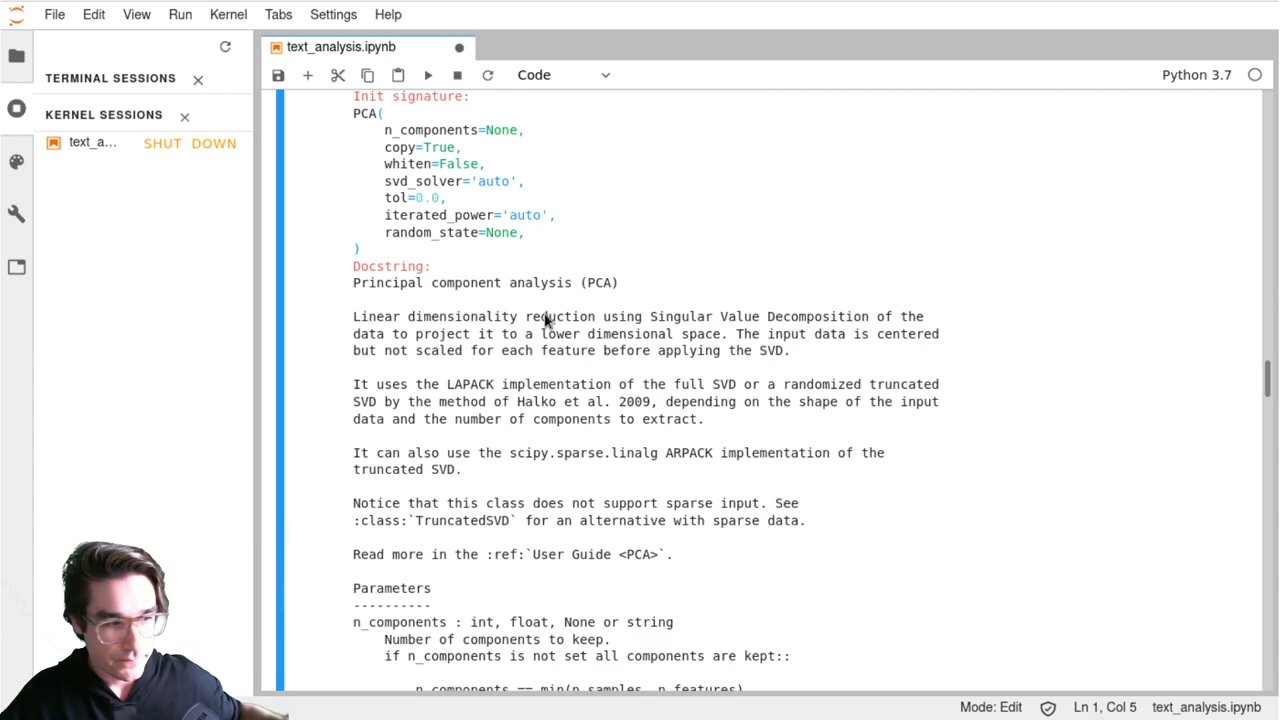 File Edit View Run Kernel Tabs Settings Help
TERMINAL SESSIONS
KERNEL SESSIONS
text_a... SHUT DOWN
text_analysis.ipynb
Code
Python 3.7
Init signature:
PCA(
n_components=None,
copy=True,
whiten=False,
svd_solver='auto',
tol=0.0,
iterated_power='auto',
random_state=None,
)
Docstring:
Principal component analysis (PCA)
Linear dimensionality reduction using Singular Value Decomposition of the
data to project it to a lower dimensional space. The input data is centered
but not scaled for each feature before applying the SVD.
It uses the LAPACK implementation of the full SVD or a randomized truncated
SVD by the method of Halko et al. 2009, depending on the shape of the input
data and the number of components to extract.
It can also use the scipy.sparse.linalg ARPACK implementation of the
truncated SVD.
Notice that this class does not support sparse input. See
:class:`TruncatedSVD` for an alternative with sparse data.
Read more in the :ref:`User Guide <PCA>`.
Parameters
----------
n_components : int, float, None or string
Number of components to keep.
if n_components is not set all components are kept::
n_components == min(n_samples, n_features)
Mode: Edit
Ln 1, Col 5
text_analysis.ipynb